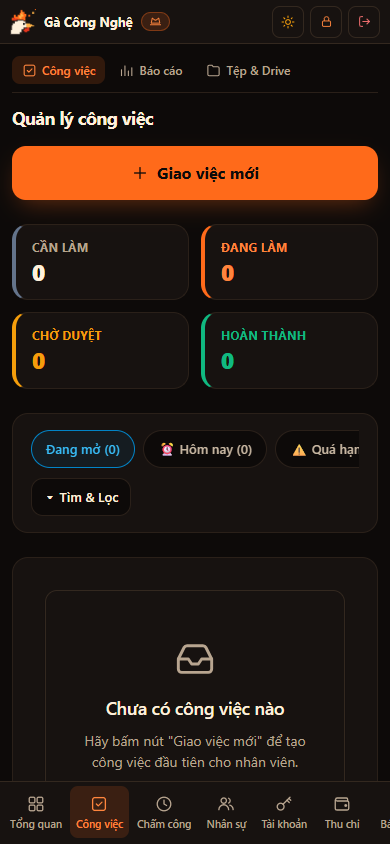 Gà Công Nghệ
Công việc
Báo cáo
Tệp & Drive
Quản lý công việc
Giao việc mới
CẦN LÀM
0
ĐANG LÀM
0
CHỜ DUYỆT
0
HOÀN THÀNH
0
Đang mở (0)
Hôm nay (0)
Quá hạn
Tìm & Lọc
Chưa có công việc nào
Hãy bấm nút "Giao việc mới" để tạo
công việc đầu tiên cho nhân viên.
Tổng quan
Công việc
Chấm công
Nhân sự
Tài khoản
Thu chi